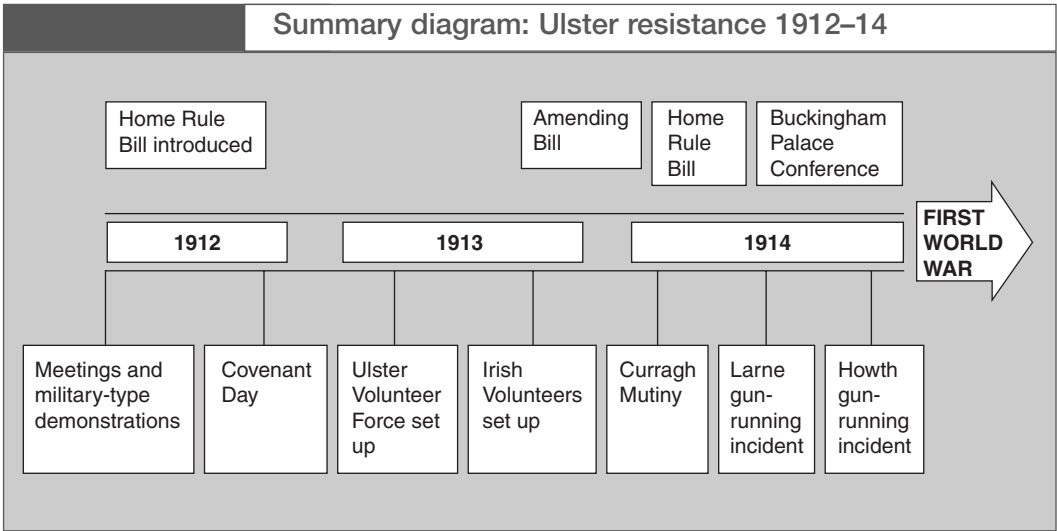 Summary diagram: Ulster resistance 1912–14
Home Rule
Bill introduced
Amending
Bill
Home
Rule
Bill
Buckingham
Palace
Conference
1912
1913
1914
FIRST
WORLD
WAR
Meetings and
military-type
demonstrations
Covenant
Day
Ulster
Volunteer
Force set
up
Irish
Volunteers
set up
Curragh
Mutiny
Larne
gun-
running
incident
Howth
gun-
running
incident